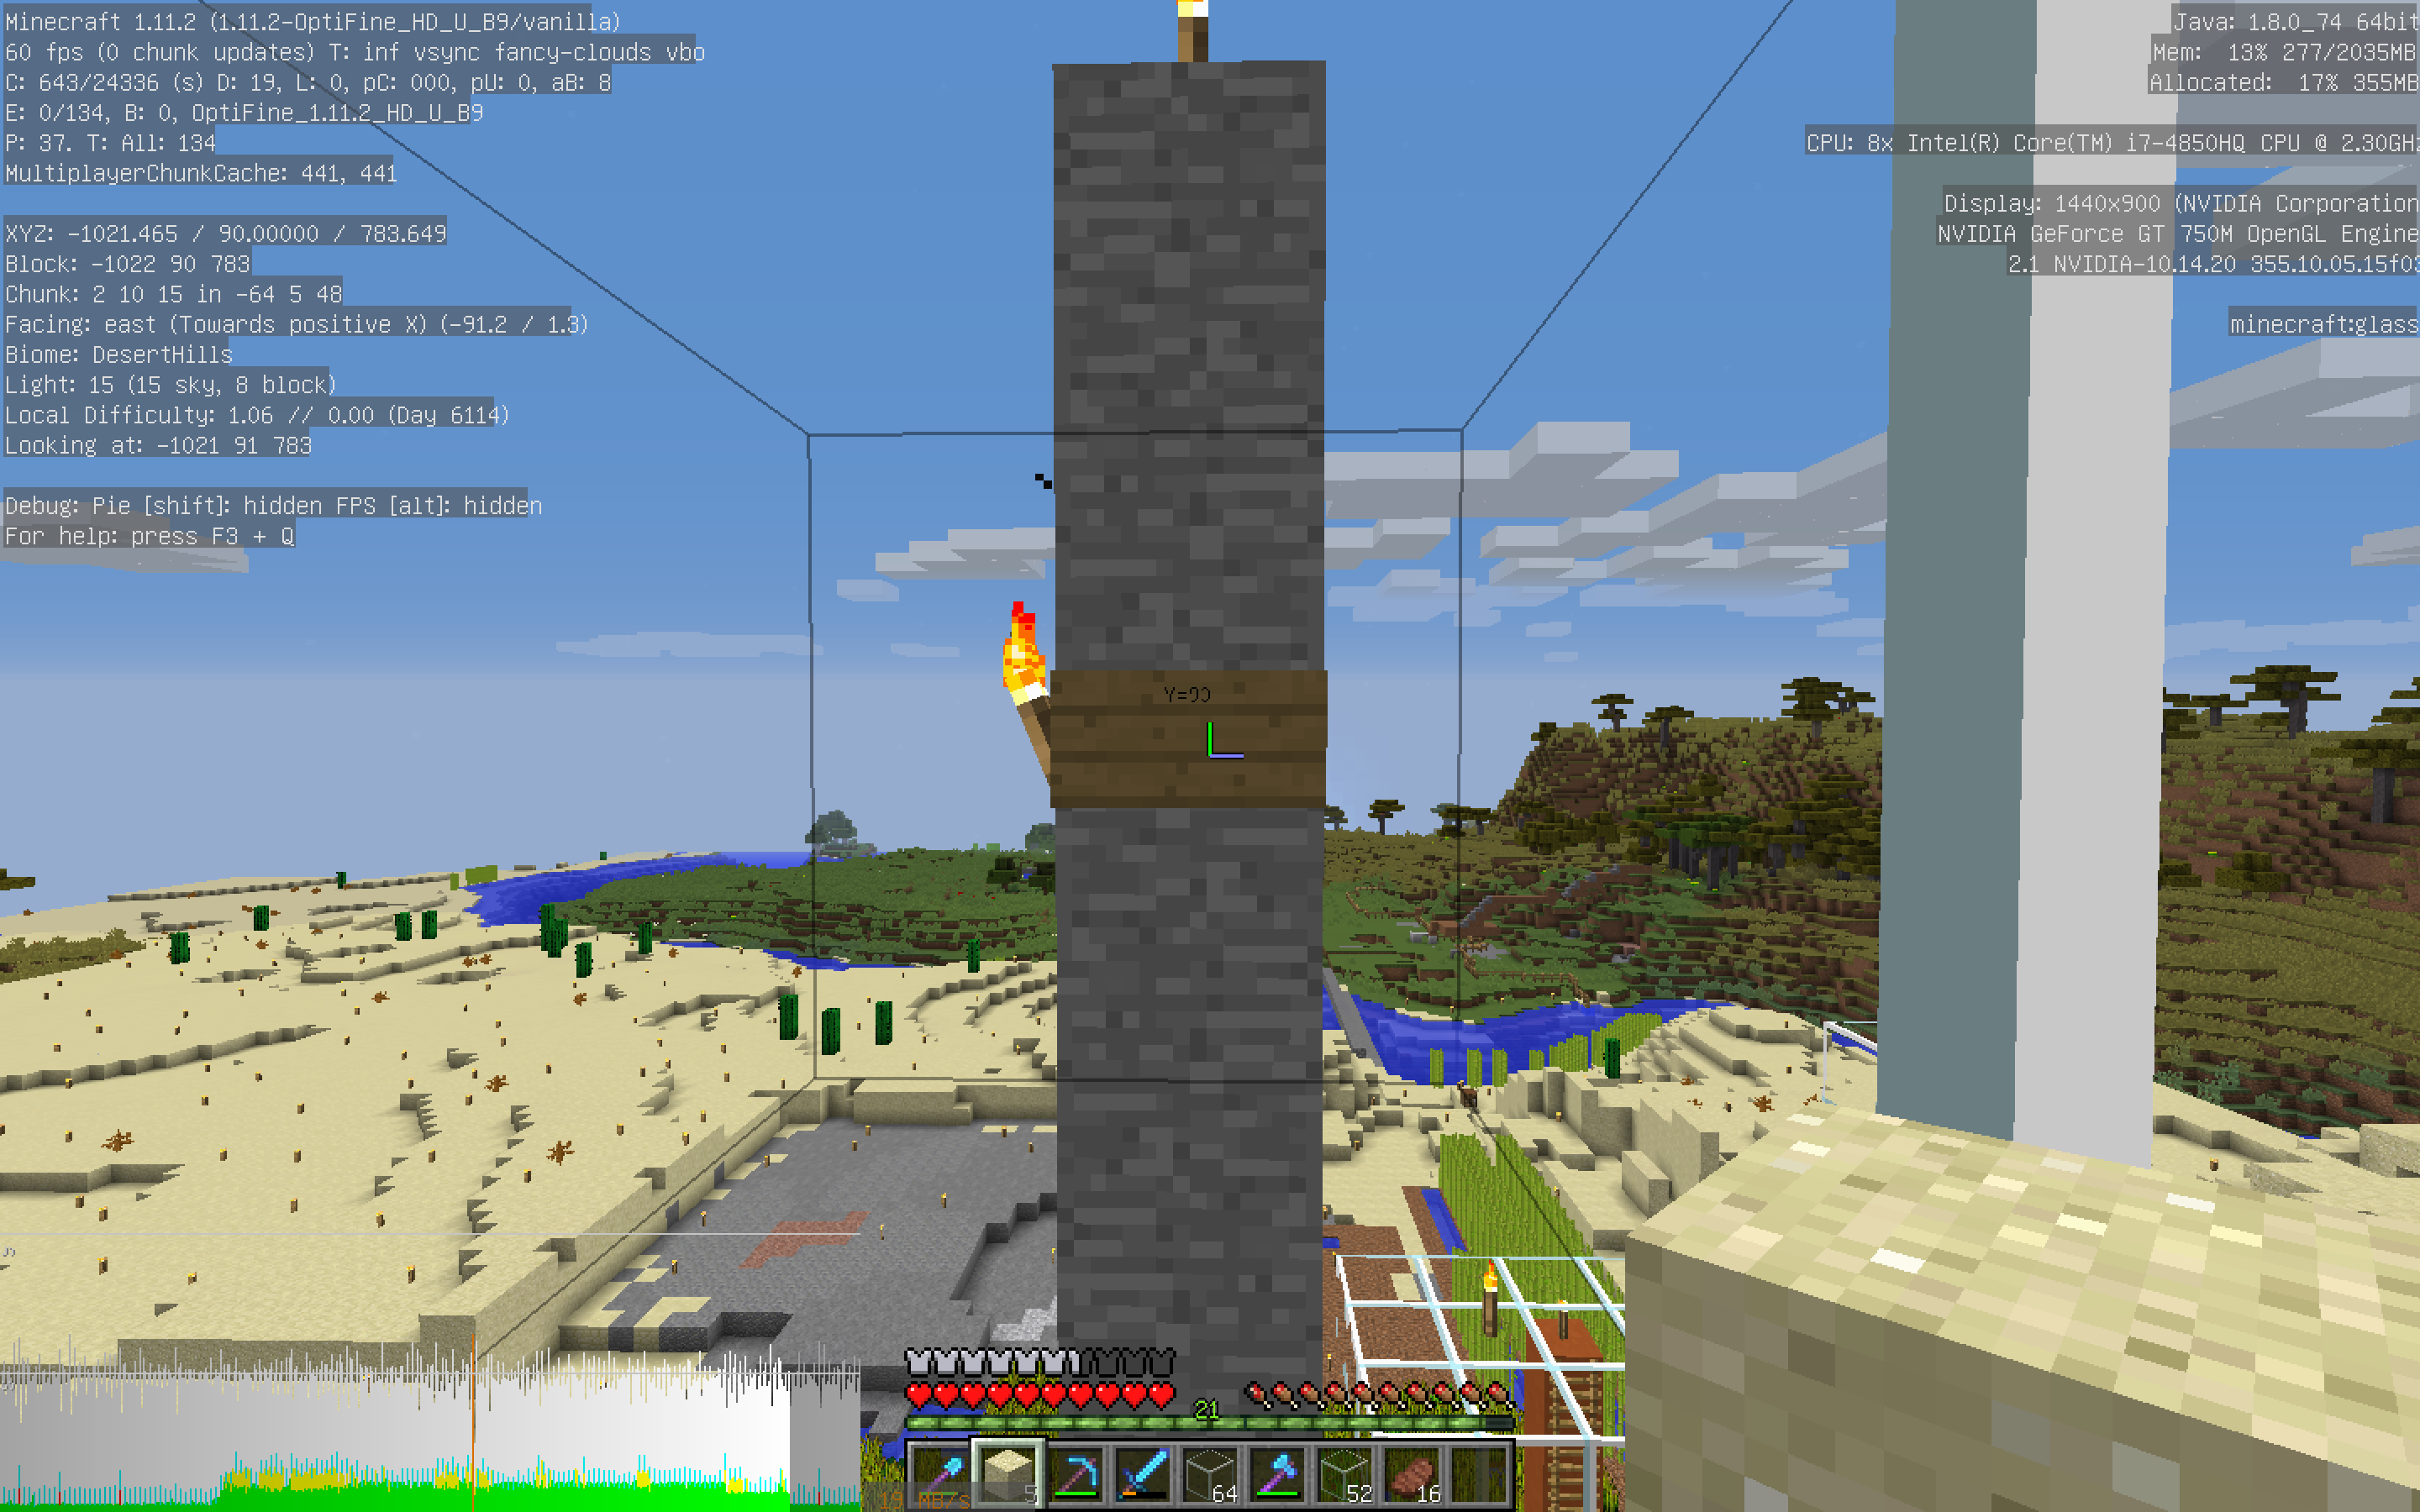 Minecraft 1.11.2 (1.11.2-OptiFine_HD_U_B9/vanilla)
60 fps (0 chunk updates) T: inf vsync fancy-clouds vbo
C: 643/24336 (s) D: 19, L: 0, pC: 000, pU: 0, aB: 8
E: 0/134, B: 0, OptiFine_1.11.2_HD_U_B9
P: 37. T: All: 134
MultiplayerChunkCache: 441, 441
XYZ: -1021.465 / 90.00000 / 783.649
Block: -1022 90 783
Chunk: 2 10 15 in -64 5 48
Facing: east (Towards positive X) (-91.2 / 1.3)
Biome: DesertHills
Light: 15 (15 sky, 8 block)
Local Difficulty: 1.06 // 0.00 (Day 6114)
Looking at: -1021 91 783
Debug: Pie [shift]: hidden FPS [alt]: hidden
For help: press F3 + Q
Java: 1.8.0_74 64bit
Mem: 13% 277/2035MB
Allocated: 17% 355MB
CPU: 8x Intel(R) Core(TM) i7-4850HQ CPU @ 2.30GHz
Display: 1440x900 (NVIDIA Corporation
NVIDIA GeForce GT 750M OpenGL Engine
2.1 NVIDIA-10.14.20 355.10.05.15f03
minecraft:glass
Y=90
21
5 64 52 16
19 MB/s